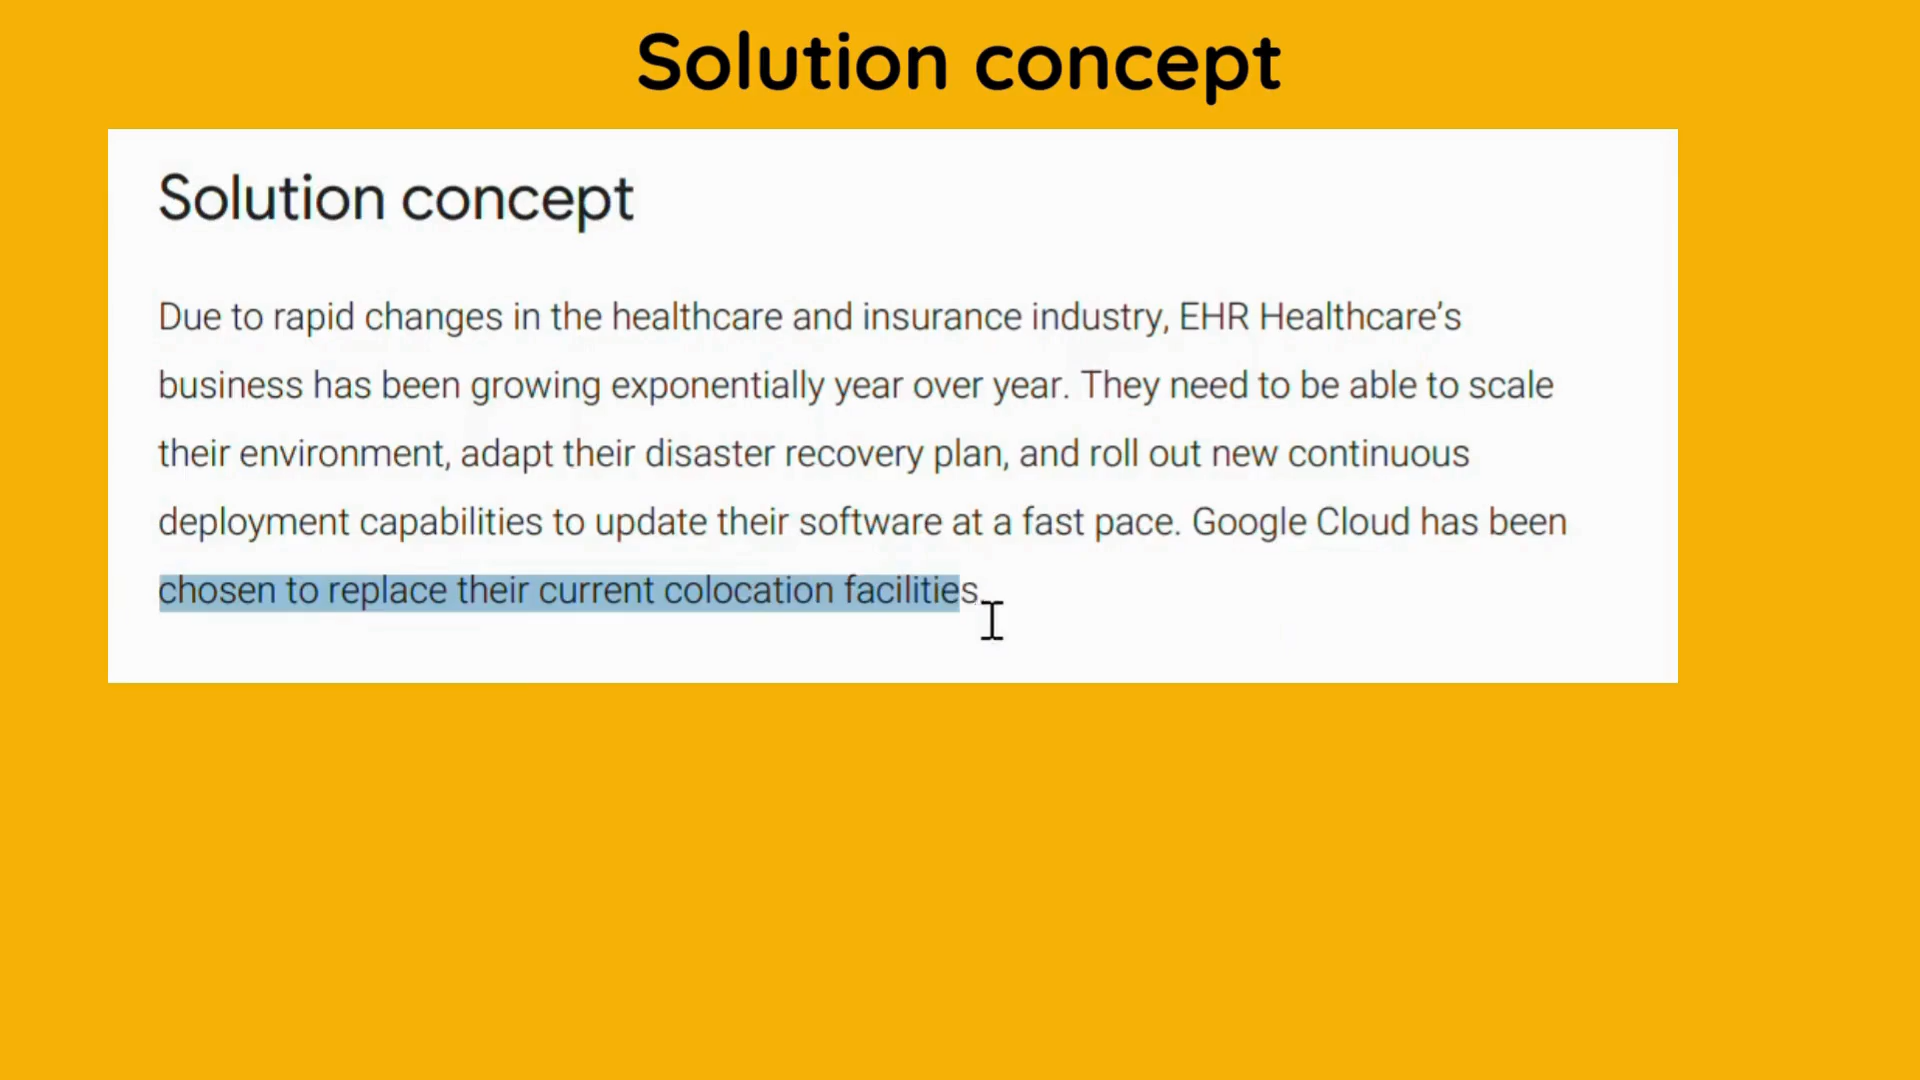 Solution concept
Solution concept
Due to rapid changes in the healthcare and insurance industry, EHR Healthcare’s
business has been growing exponentially year over year. They need to be able to scale
their environment, adapt their disaster recovery plan, and roll out new continuous
deployment capabilities to update their software at a fast pace. Google Cloud has been
chosen to replace their current colocation facilities.